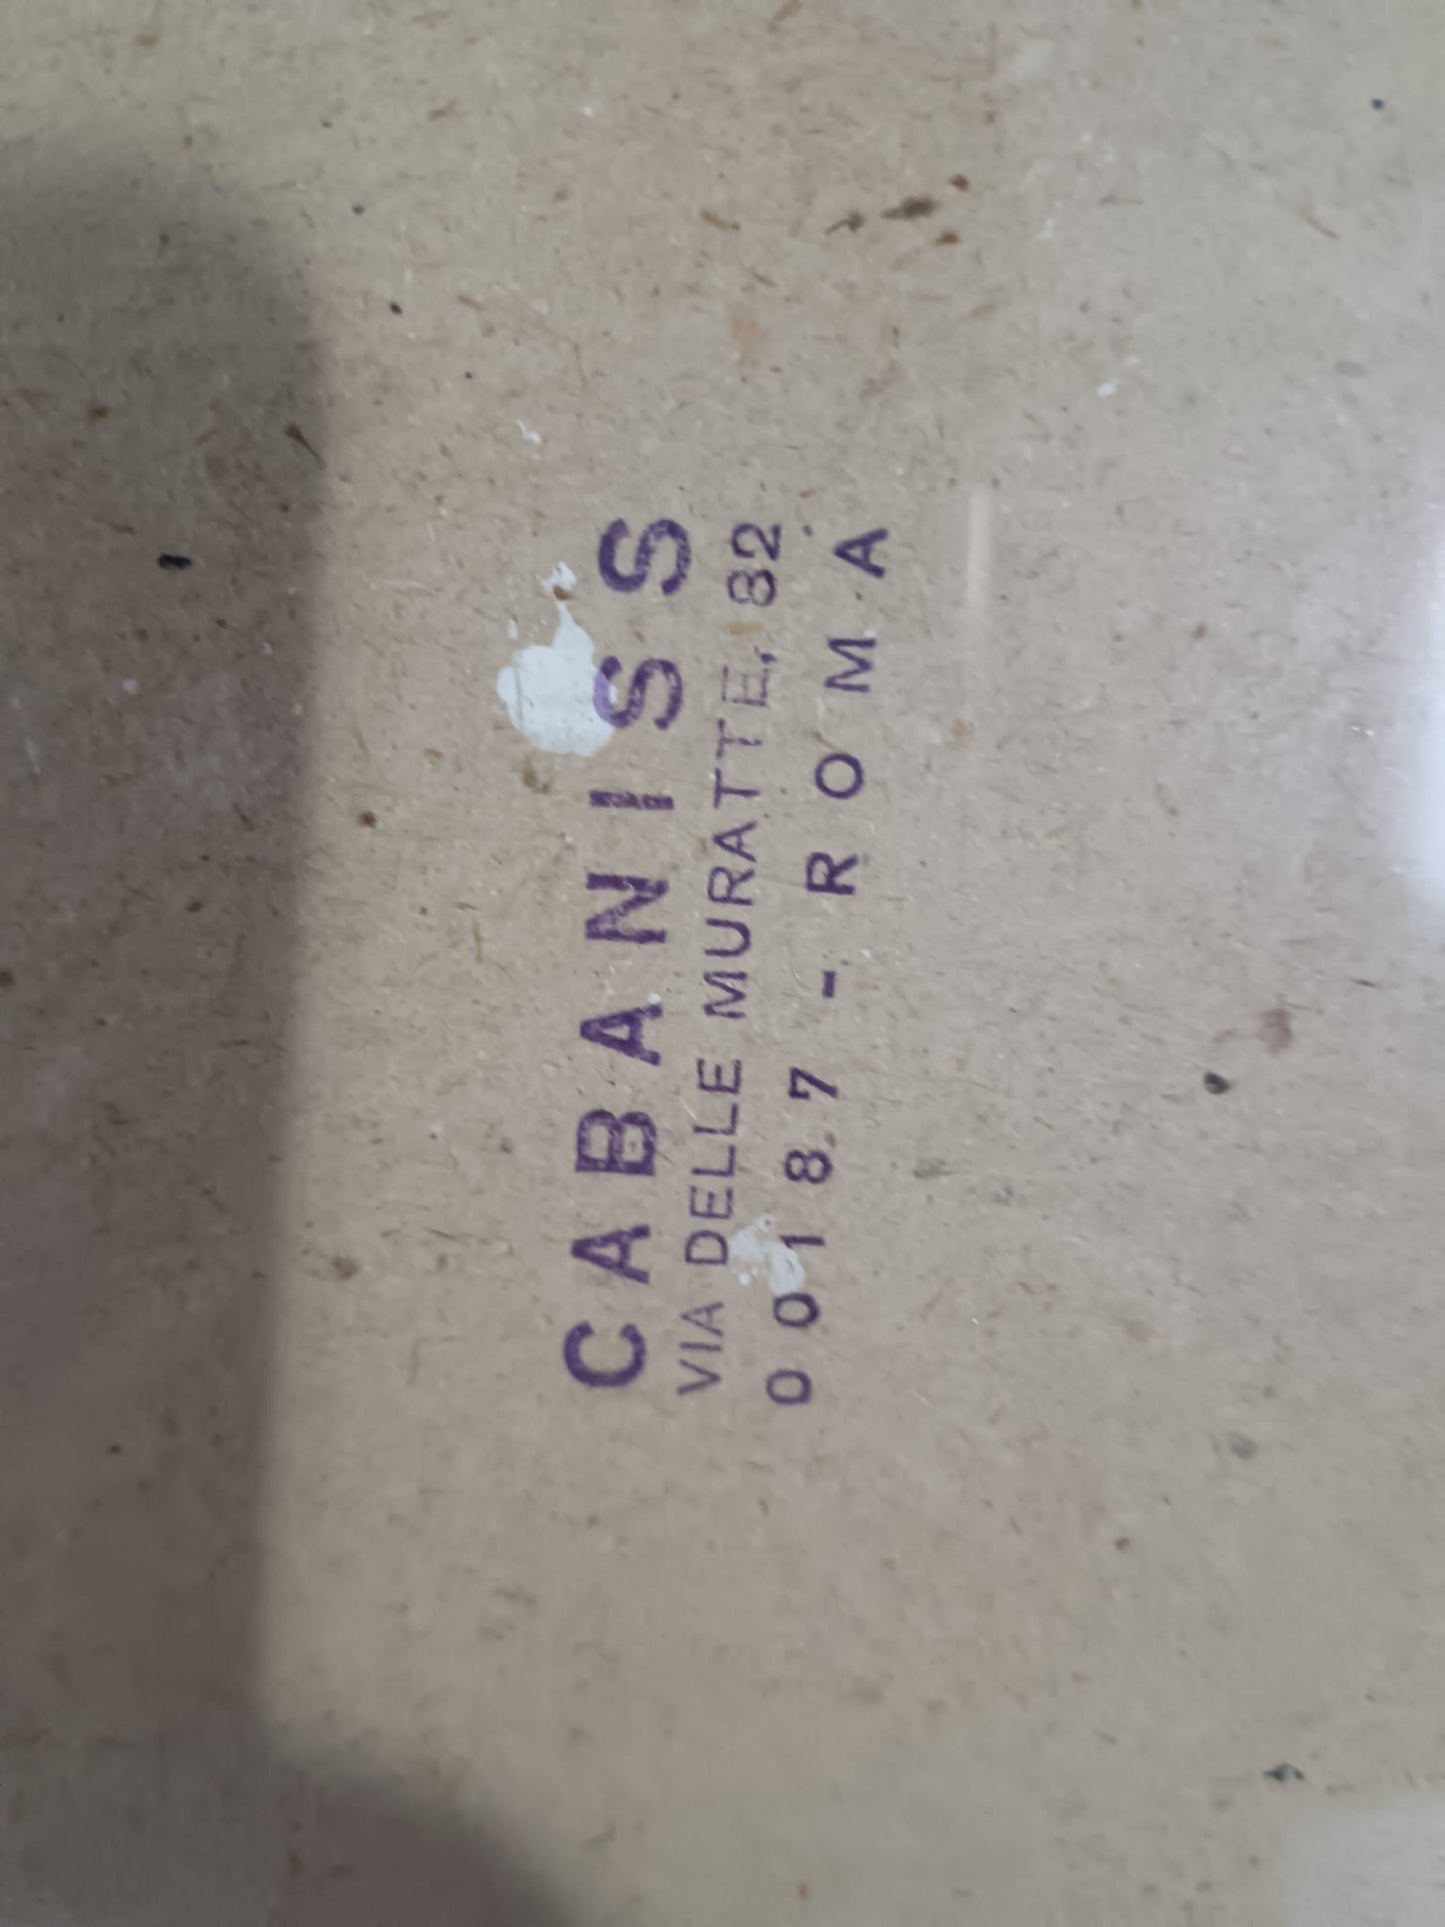 CABANISS
VIA DELLE MURATTE, 82
00187 - ROMA